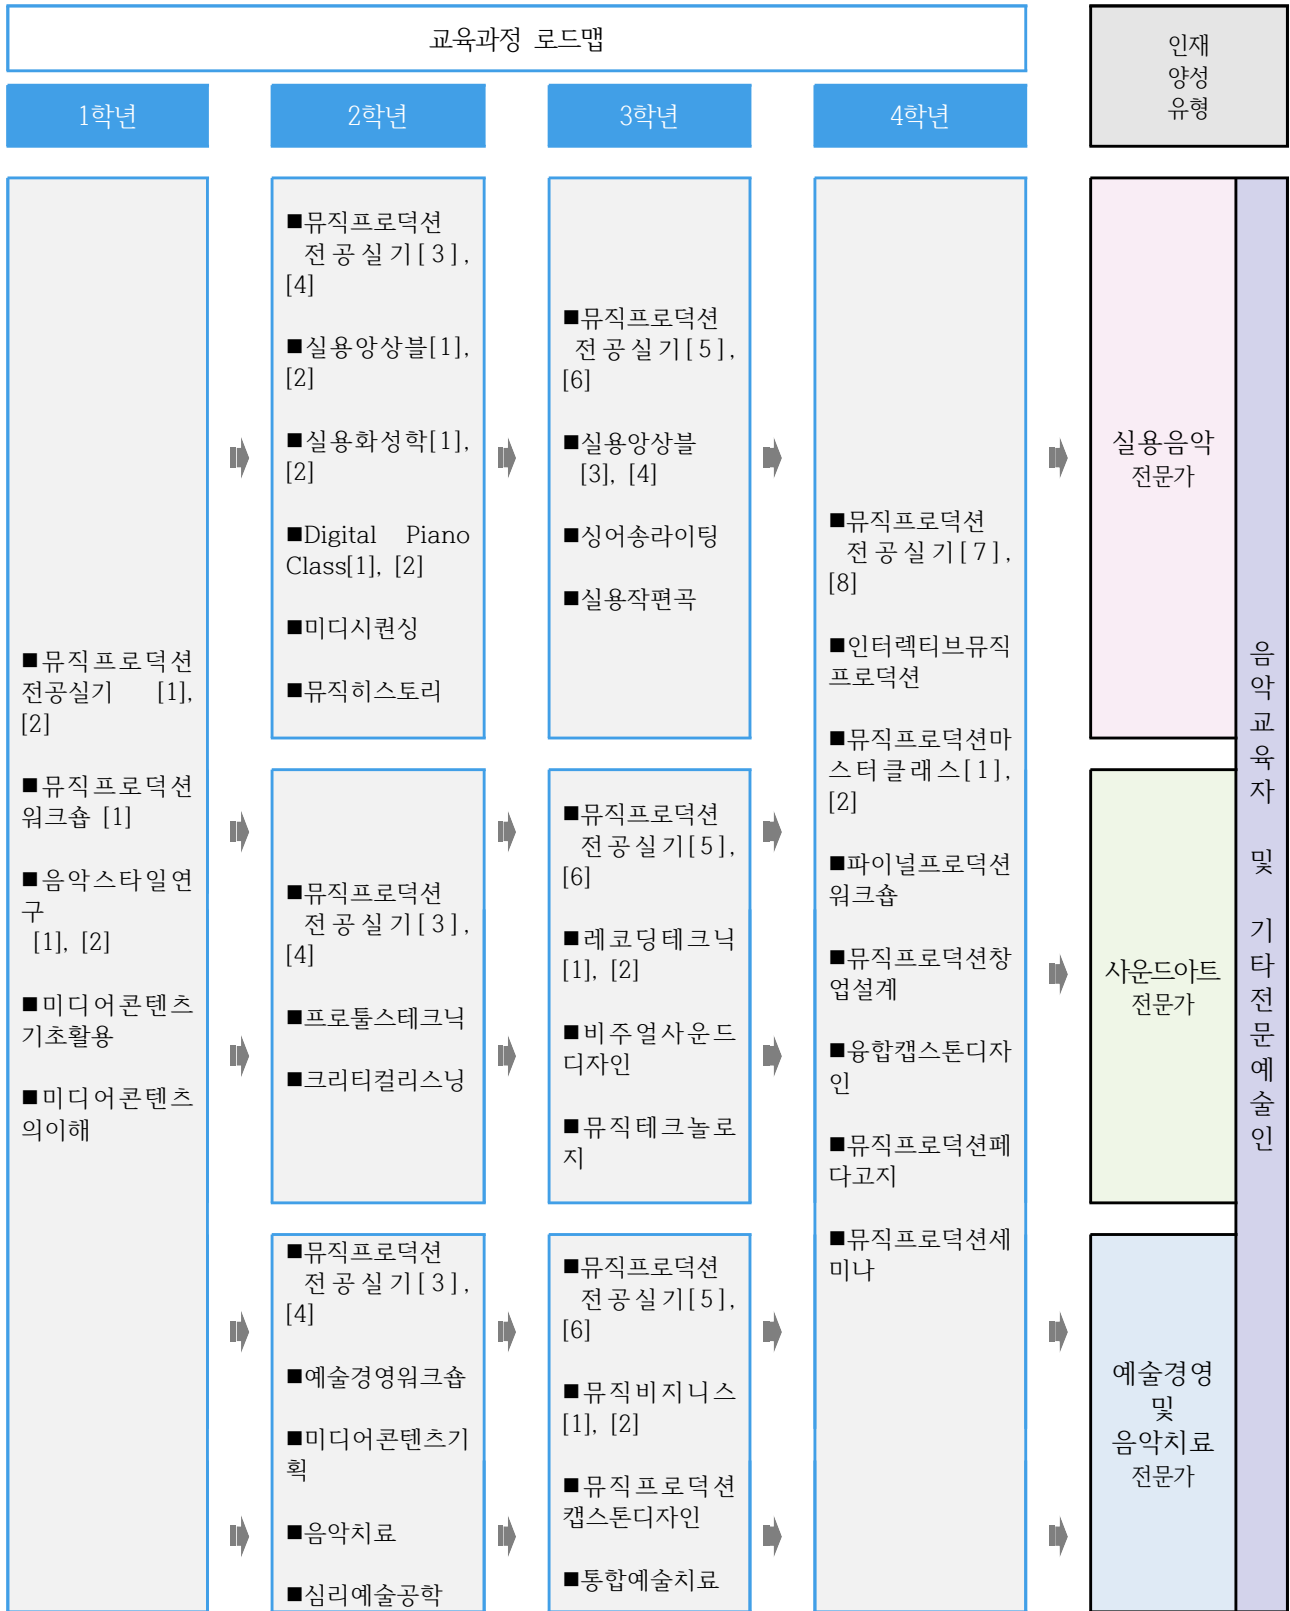 교육과정 로드맵
인재
양성
유형
1학년
2학년
3학년
4학년
■뮤직프로덕션
전공실기 [1],
[2]
■뮤직프로덕션
워크숍 [1]
■음악스타일연
구
[1], [2]
■미디어콘텐츠
기초활용
■미디어콘텐츠
의이해
■뮤직프로덕션
전공실기[3],
[4]
■실용앙상블[1],
[2]
■실용화성학[1],
[2]
■Digital Piano
Class[1], [2]
■미디시퀀싱
■뮤직히스토리
■뮤직프로덕션
전공실기[3],
[4]
■프로툴스테크닉
■크리티컬리스닝
■뮤직프로덕션
전공실기[3],
[4]
■예술경영워크숍
■미디어콘텐츠기
획
■음악치료
■심리예술공학
■뮤직프로덕션
전공실기[5],
[6]
■실용앙상블
[3], [4]
■싱어송라이팅
■실용작편곡
■뮤직프로덕션
전공실기[5],
[6]
■레코딩테크닉
[1], [2]
■비주얼사운드
디자인
■뮤직테크놀로
지
■뮤직프로덕션
전공실기[5],
[6]
■뮤직비지니스
[1], [2]
■뮤직프로덕션
캡스톤디자인
■통합예술치료
■뮤직프로덕션
전공실기[7],
[8]
■인터렉티브뮤직
프로덕션
■뮤직프로덕션마
스터클래스[1],
[2]
■파이널프로덕션
워크숍
■뮤직프로덕션창
업설계
■융합캡스톤디자
인
■뮤직프로덕션페
다고지
■뮤직프로덕션세
미나
실용음악
전문가
사운드아트
전문가
예술경영
및
음악치료
전문가
음악교육자 및 기타전문예술인